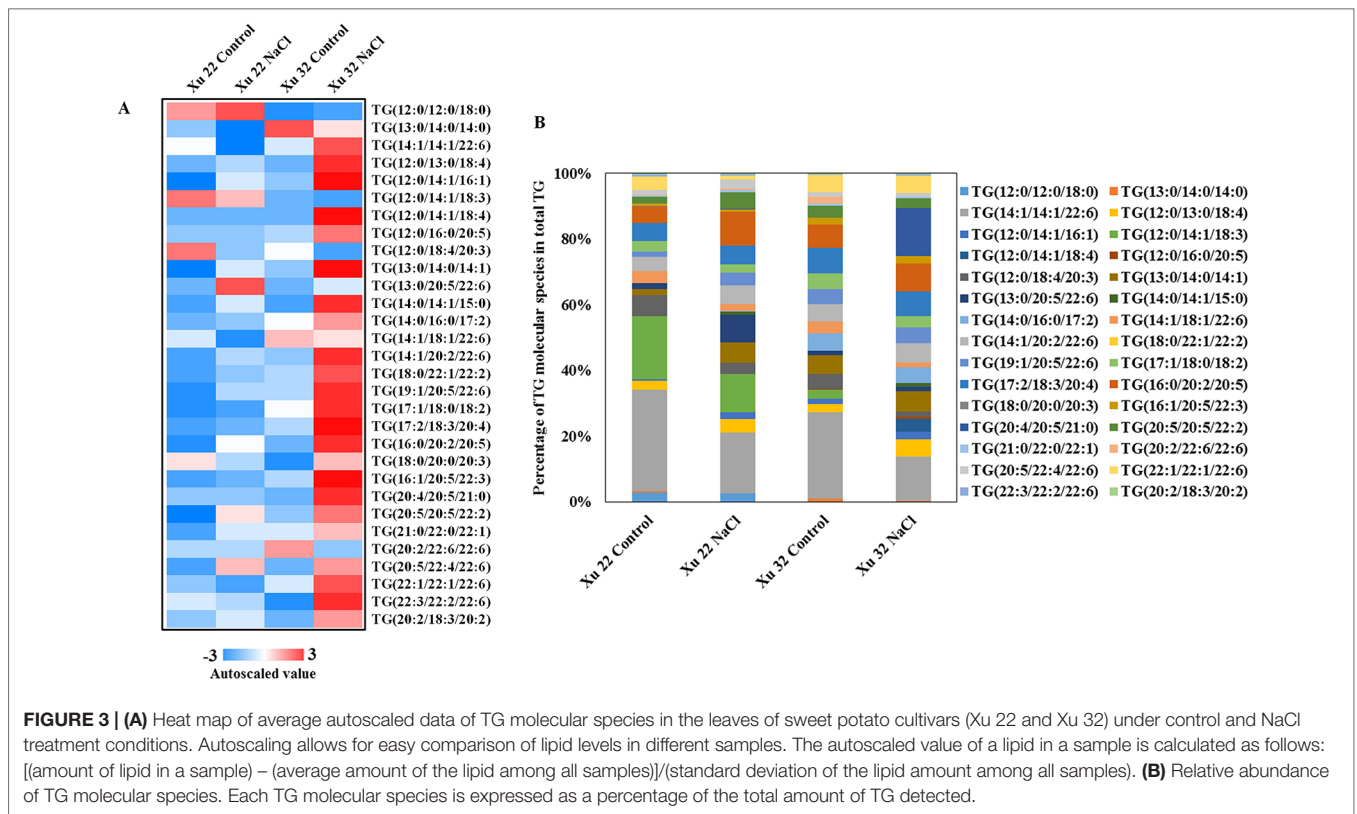 A
Xu 22 Control
Xu 22 NaCl
Xu 32 Control
Xu 32 NaCl
TG(12:0/12:0/18:0)
TG(13:0/14:0/14:0)
TG(14:1/14:1/22:6)
TG(12:0/13:0/18:4)
TG(12:0/14:1/16:1)
TG(12:0/14:1/18:3)
TG(12:0/14:1/18:4)
TG(12:0/16:0/20:5)
TG(12:0/18:4/20:3)
TG(13:0/14:0/14:1)
TG(13:0/20:5/22:6)
TG(14:0/14:1/15:0)
TG(14:0/16:0/17:2)
TG(14:1/18:1/22:6)
TG(14:1/20:2/22:6)
TG(18:0/22:1/22:2)
TG(19:1/20:5/22:6)
TG(17:1/18:0/18:2)
TG(17:2/18:3/20:4)
TG(16:0/20:2/20:5)
TG(18:0/20:0/20:3)
TG(16:1/20:5/22:3)
TG(20:4/20:5/21:0)
TG(20:5/20:5/22:2)
TG(21:0/22:0/22:1)
TG(20:2/22:6/22:6)
TG(20:5/22:4/22:6)
TG(22:1/22:1/22:6)
TG(22:3/22:2/22:6)
TG(20:2/18:3/20:2)
-3 3
Autoscaled value
B
Percentage of TG molecular species in total TG
100%
80%
60%
40%
20%
0%
Xu 22 Control
Xu 22 NaCl
Xu 32 Control
Xu 32 NaCl
TG(12:0/12:0/18:0) TG(13:0/14:0/14:0)
TG(14:1/14:1/22:6) TG(12:0/13:0/18:4)
TG(12:0/14:1/16:1) TG(12:0/14:1/18:3)
TG(12:0/14:1/18:4) TG(12:0/16:0/20:5)
TG(12:0/18:4/20:3) TG(13:0/14:0/14:1)
TG(13:0/20:5/22:6) TG(14:0/14:1/15:0)
TG(14:0/16:0/17:2) TG(14:1/18:1/22:6)
TG(14:1/20:2/22:6) TG(18:0/22:1/22:2)
TG(19:1/20:5/22:6) TG(17:1/18:0/18:2)
TG(17:2/18:3/20:4) TG(16:0/20:2/20:5)
TG(18:0/20:0/20:3) TG(16:1/20:5/22:3)
TG(20:4/20:5/21:0) TG(20:5/20:5/22:2)
TG(21:0/22:0/22:1) TG(20:2/22:6/22:6)
TG(20:5/22:4/22:6) TG(22:1/22:1/22:6)
TG(22:3/22:2/22:6) TG(20:2/18:3/20:2)
FIGURE 3 | (A) Heat map of average autoscaled data of TG molecular species in the leaves of sweet potato cultivars (Xu 22 and Xu 32) under control and NaCl
treatment conditions. Autoscaling allows for easy comparison of lipid levels in different samples. The autoscaled value of a lipid in a sample is calculated as follows:
[(amount of lipid in a sample) – (average amount of the lipid among all samples)]/(standard deviation of the lipid amount among all samples). (B) Relative abundance
of TG molecular species. Each TG molecular species is expressed as a percentage of the total amount of TG detected.